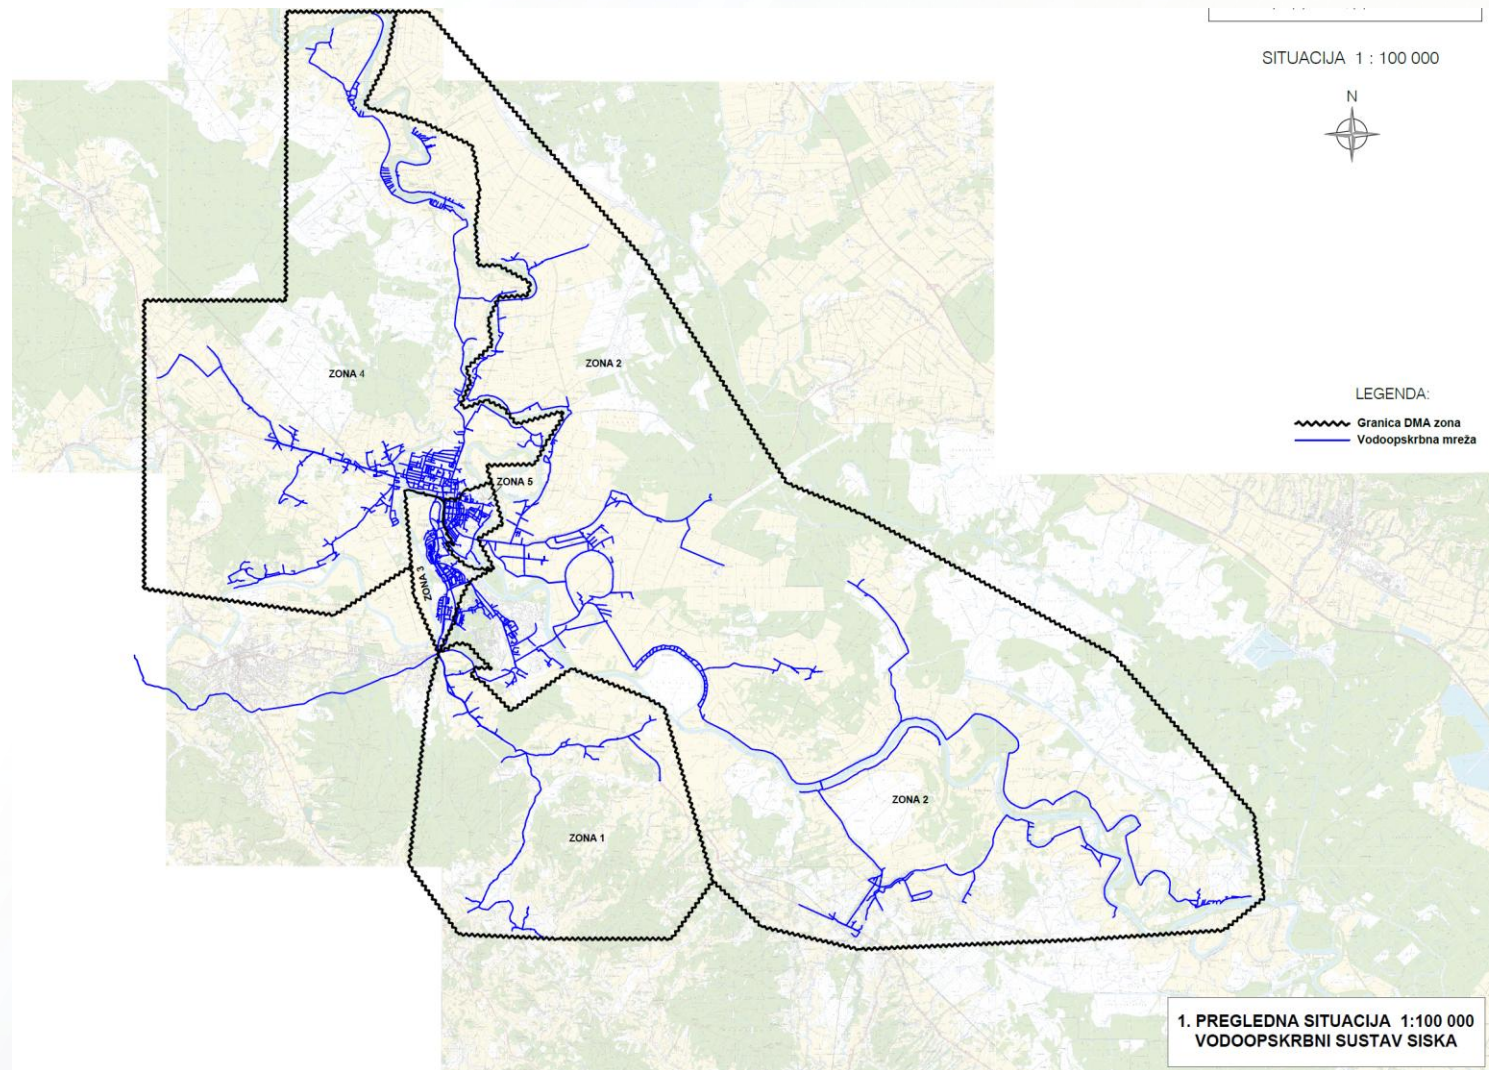 SITUACIJA 1 : 100 000
N
ZONA 4
ZONA 2
LEGENDA:
Granica DMA zona
Vodoopskrbna mreža
ZONA 5
ZONA 3
ZONA 2
ZONA 1
1. PREGLEDNA SITUACIJA 1:100 000
VODOOPSKRBNI SUSTAV SISKA